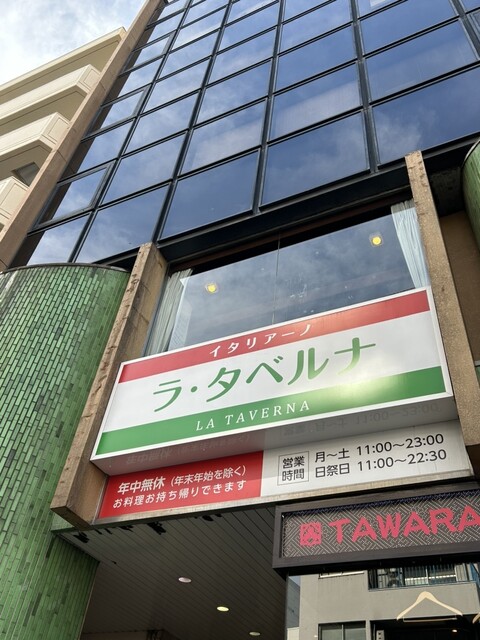 イタリアーノ
ラ・タベルナ
LA TAVERNA
年中無休（年末年始を除く）
お料理お持ち帰りできます
営業時間
月～土 11:00～23:00
日祭日 11:00～22:30
TAWARA